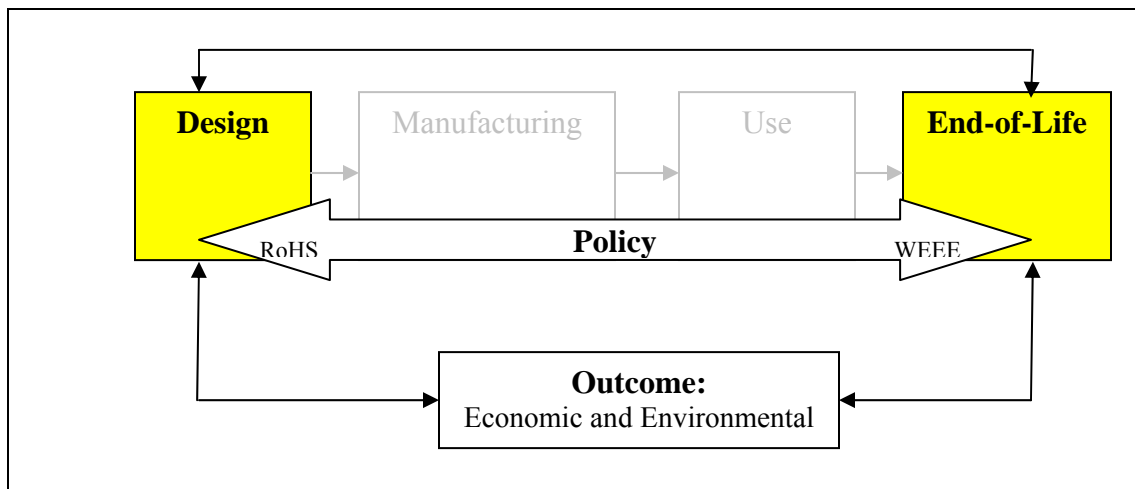 Design
Manufacturing
Use
End-of-Life
RoHS
Policy
WEEE
Outcome:
Economic and Environmental